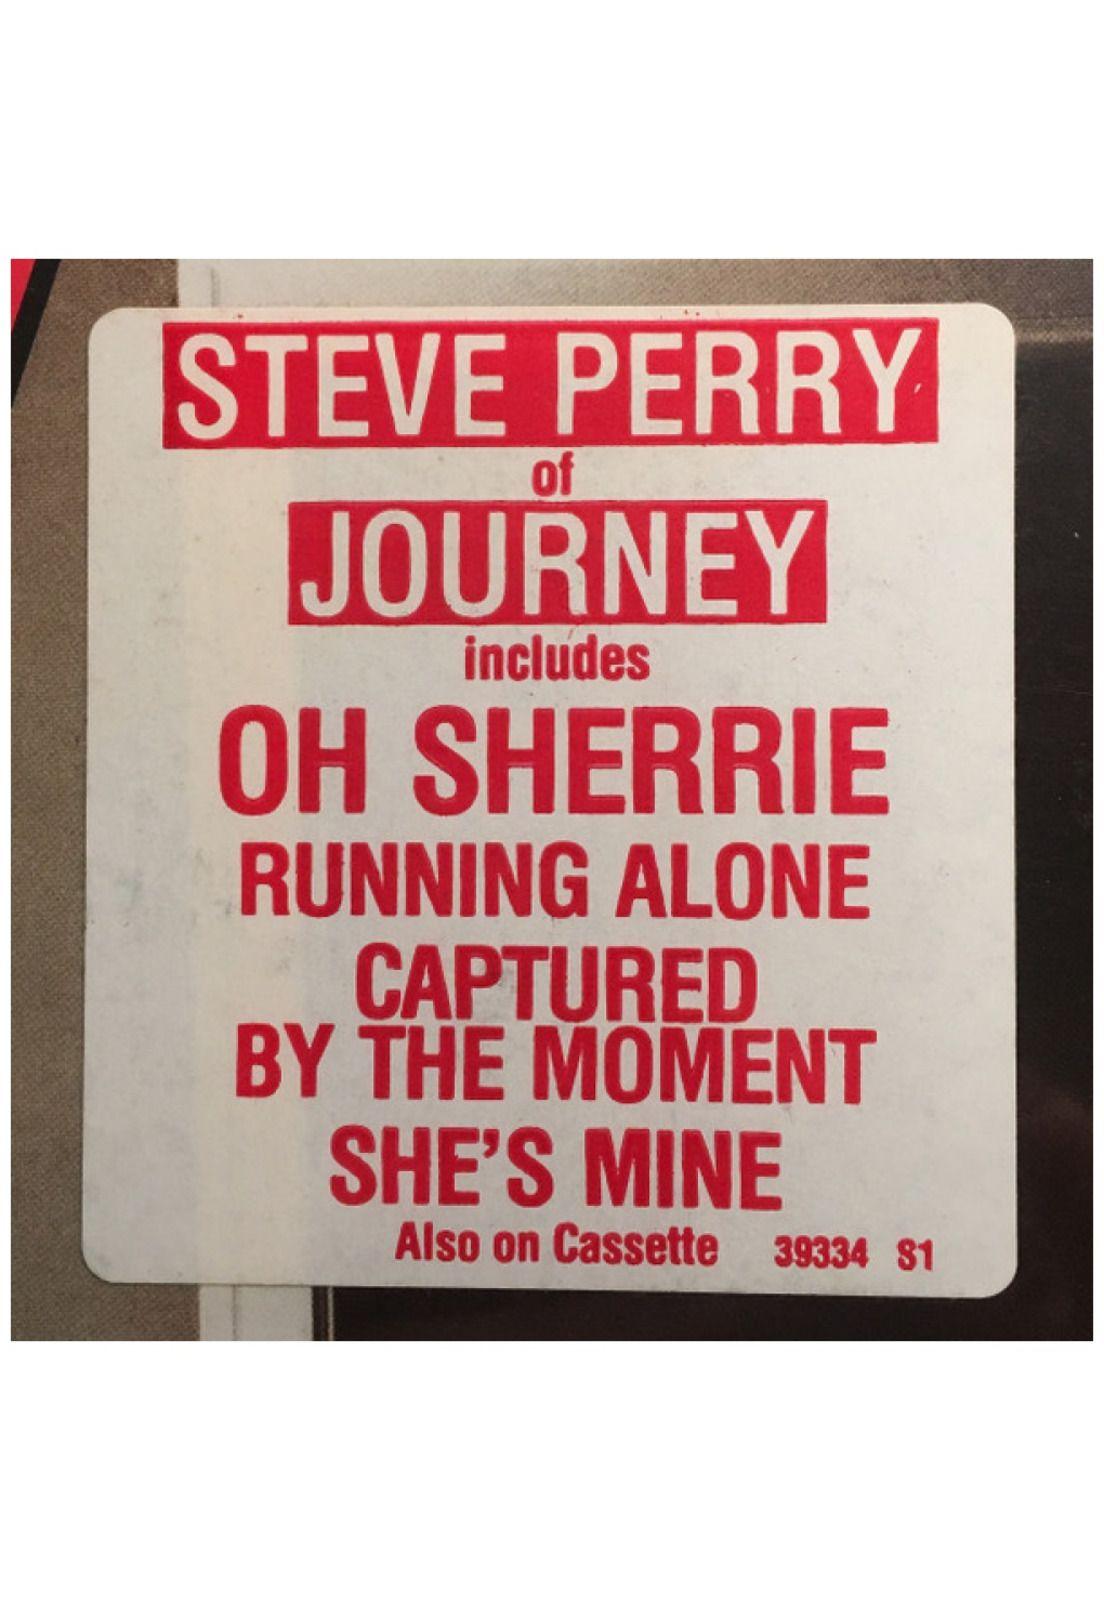 STEVE PERRY
of
JOURNEY
includes
OH SHERRIE
RUNNING ALONE
CAPTURED
BY THE MOMENT
SHE'S MINE
Also on Cassette 39334 S1